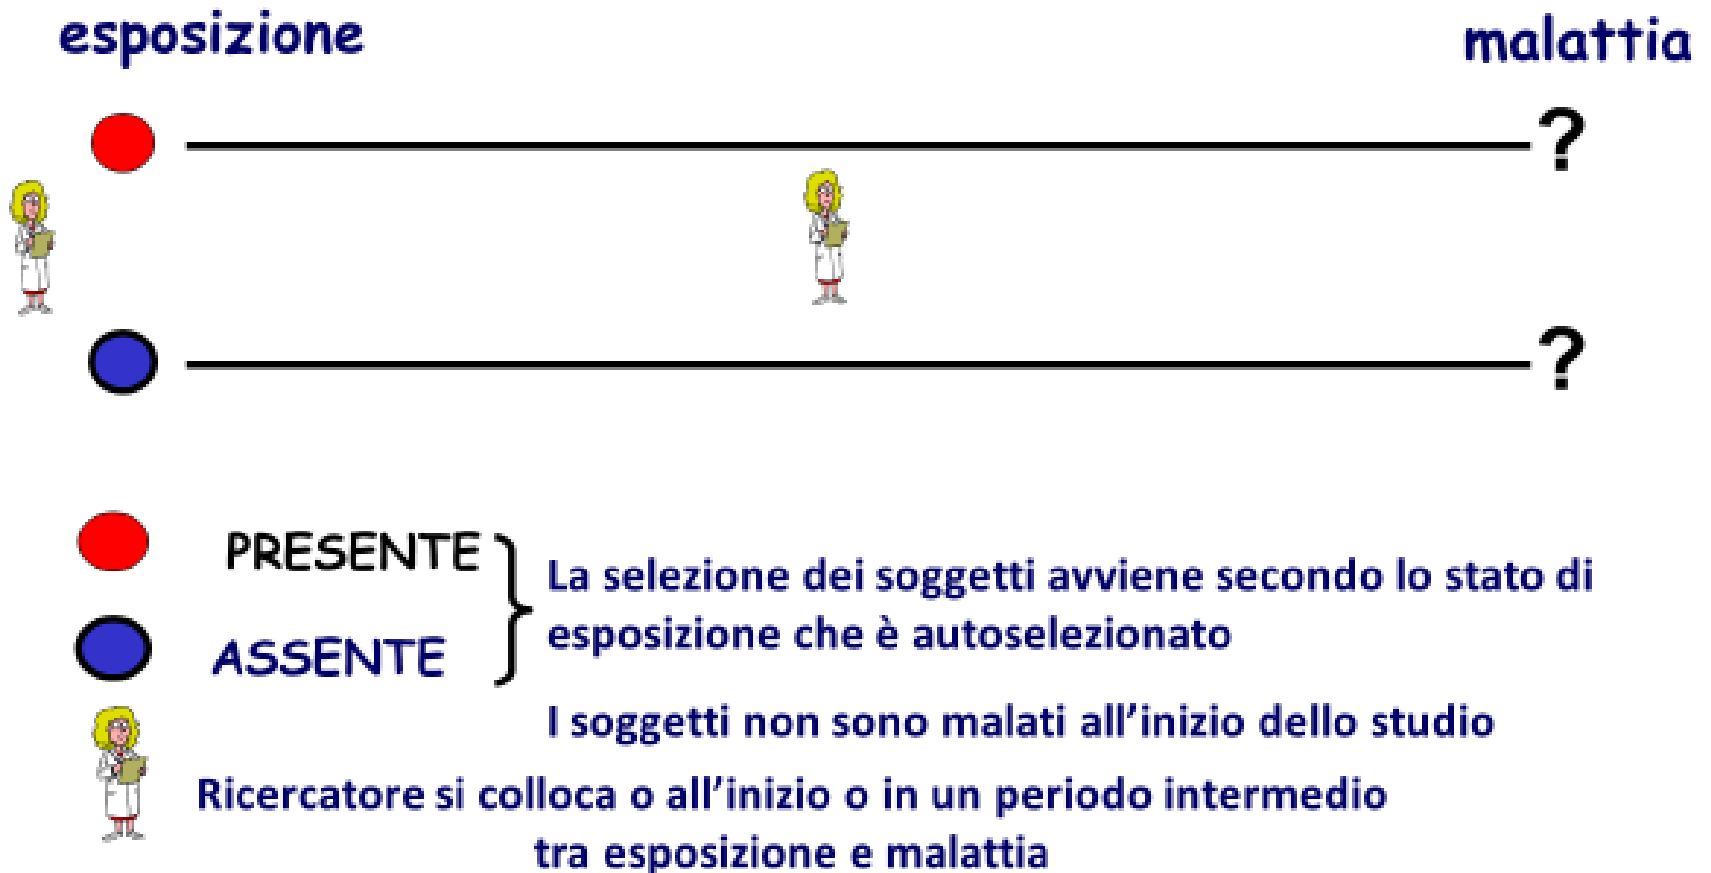 esposizione
malattia
?
?
PRESENTE
ASSENTE
La selezione dei soggetti avviene secondo lo stato di
esposizione che è autoselezionato
I soggetti non sono malati all’inizio dello studio
Ricercatore si colloca o all’inizio o in un periodo intermedio
tra esposizione e malattia